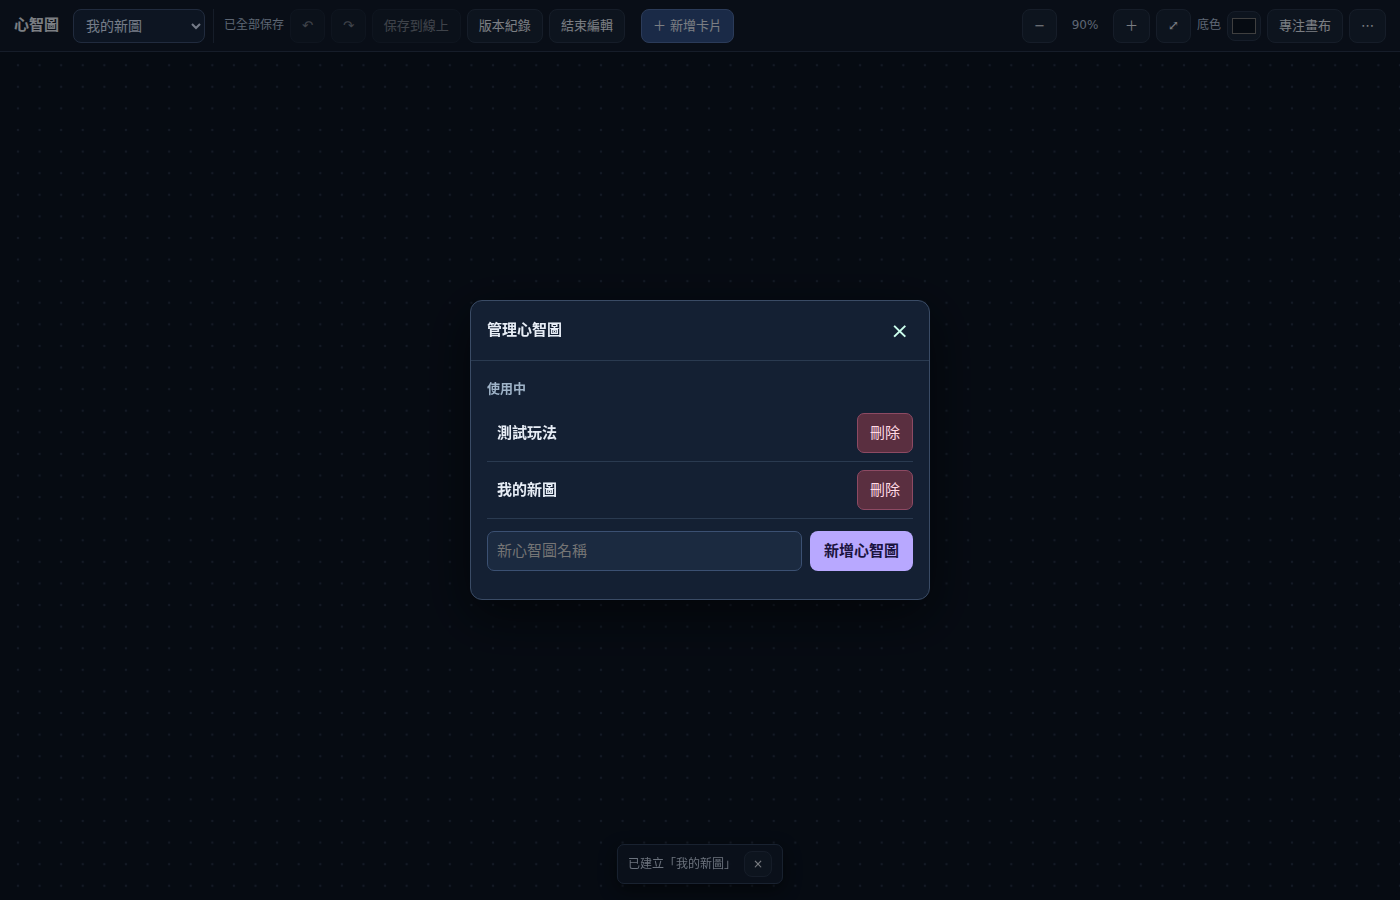 心智圖 我的新圖 已全部保存 ↶ ↷ 保存到線上 版本紀錄 結束編輯 ＋ 新增卡片 − 90% ＋ ⤢ 底色 專注畫布 ⋯
管理心智圖 ×
使用中
測試玩法 刪除
我的新圖 刪除
新心智圖名稱 新增心智圖
已建立「我的新圖」 ×